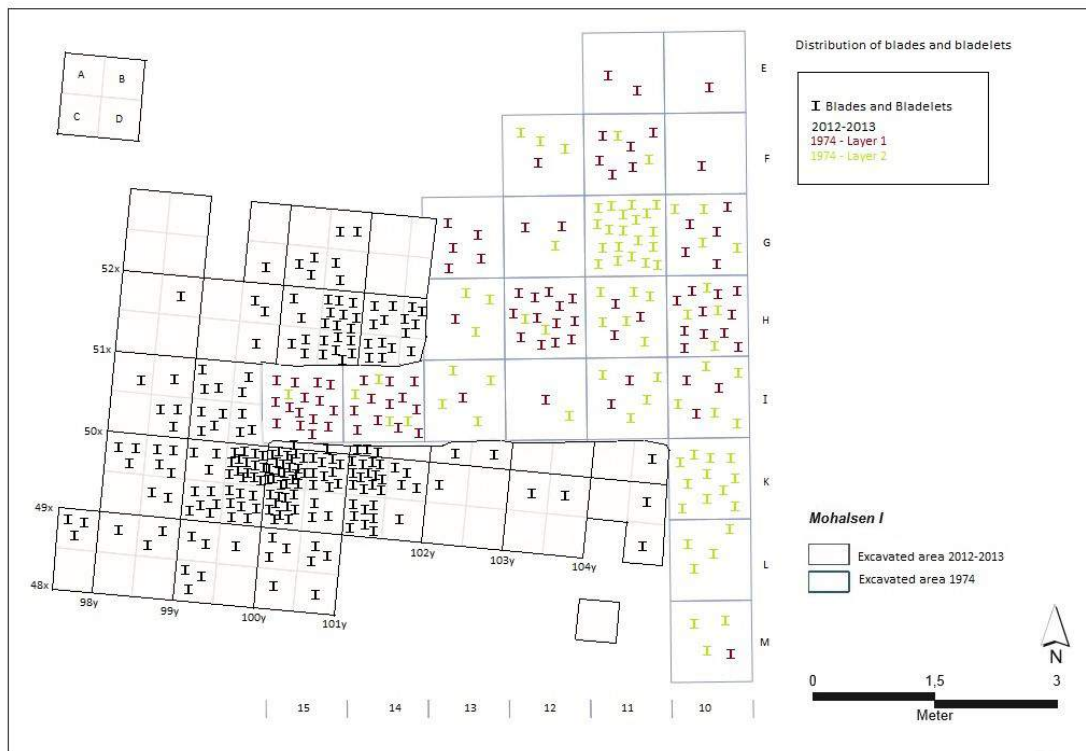 Distribution of blades and bladelets
Blades and Bladelets
2012-2013
1974 - Layer 1
1974 - Layer 2
A B
C D
E
F
G
H
I
K
L
M
52x
51x
50x
49x
48x
98y
99y
100y
101y
102y
103y
104y
15 14 13 12 11 10
Mohalsen I
Excavated area 2012-2013
Excavated area 1974
N
0 1,5 3
Meter